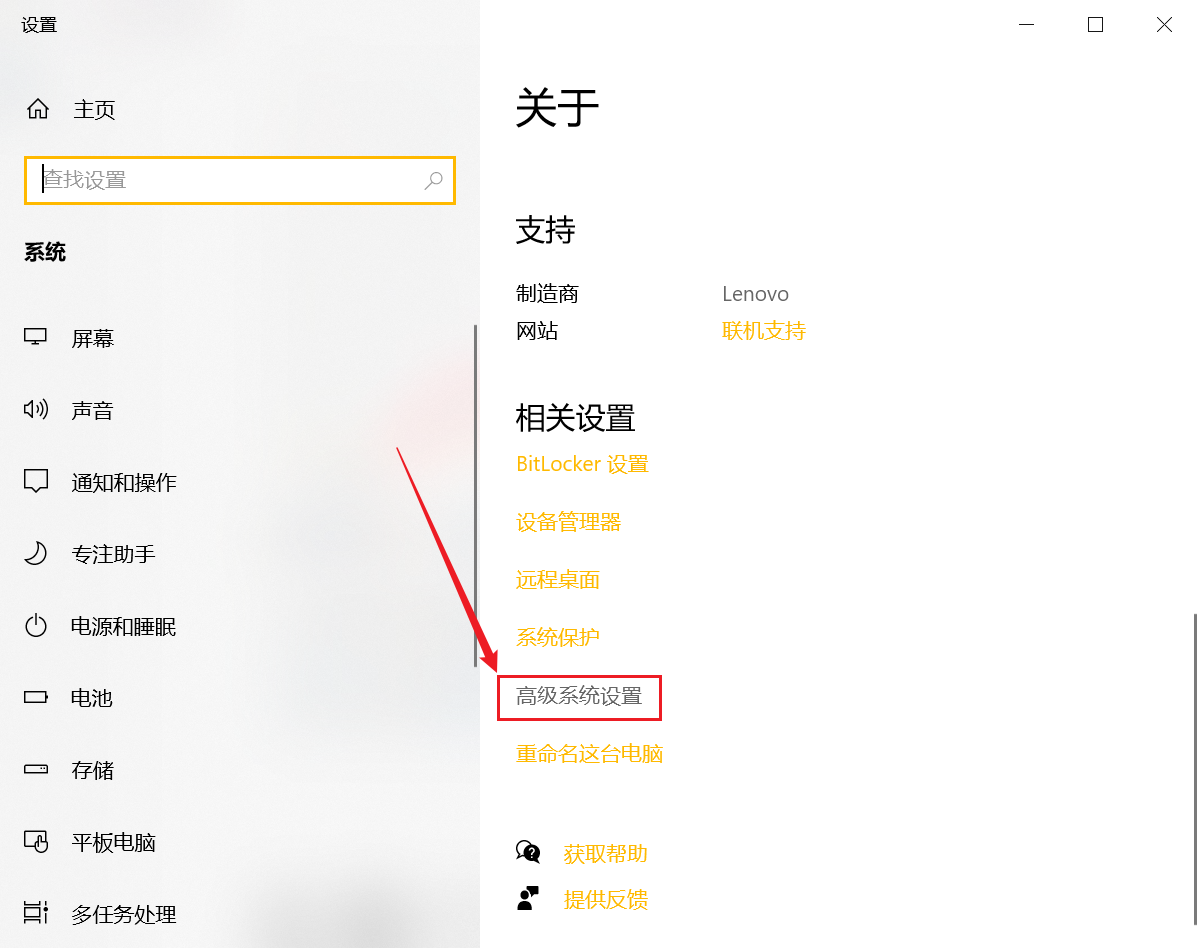 设置
主页
查找设置
系统
屏幕
声音
通知和操作
专注助手
电源和睡眠
电池
存储
平板电脑
多任务处理
关于
支持
制造商 Lenovo
网站 联机支持
相关设置
BitLocker 设置
设备管理器
远程桌面
系统保护
高级系统设置
重命名这台电脑
获取帮助
提供反馈